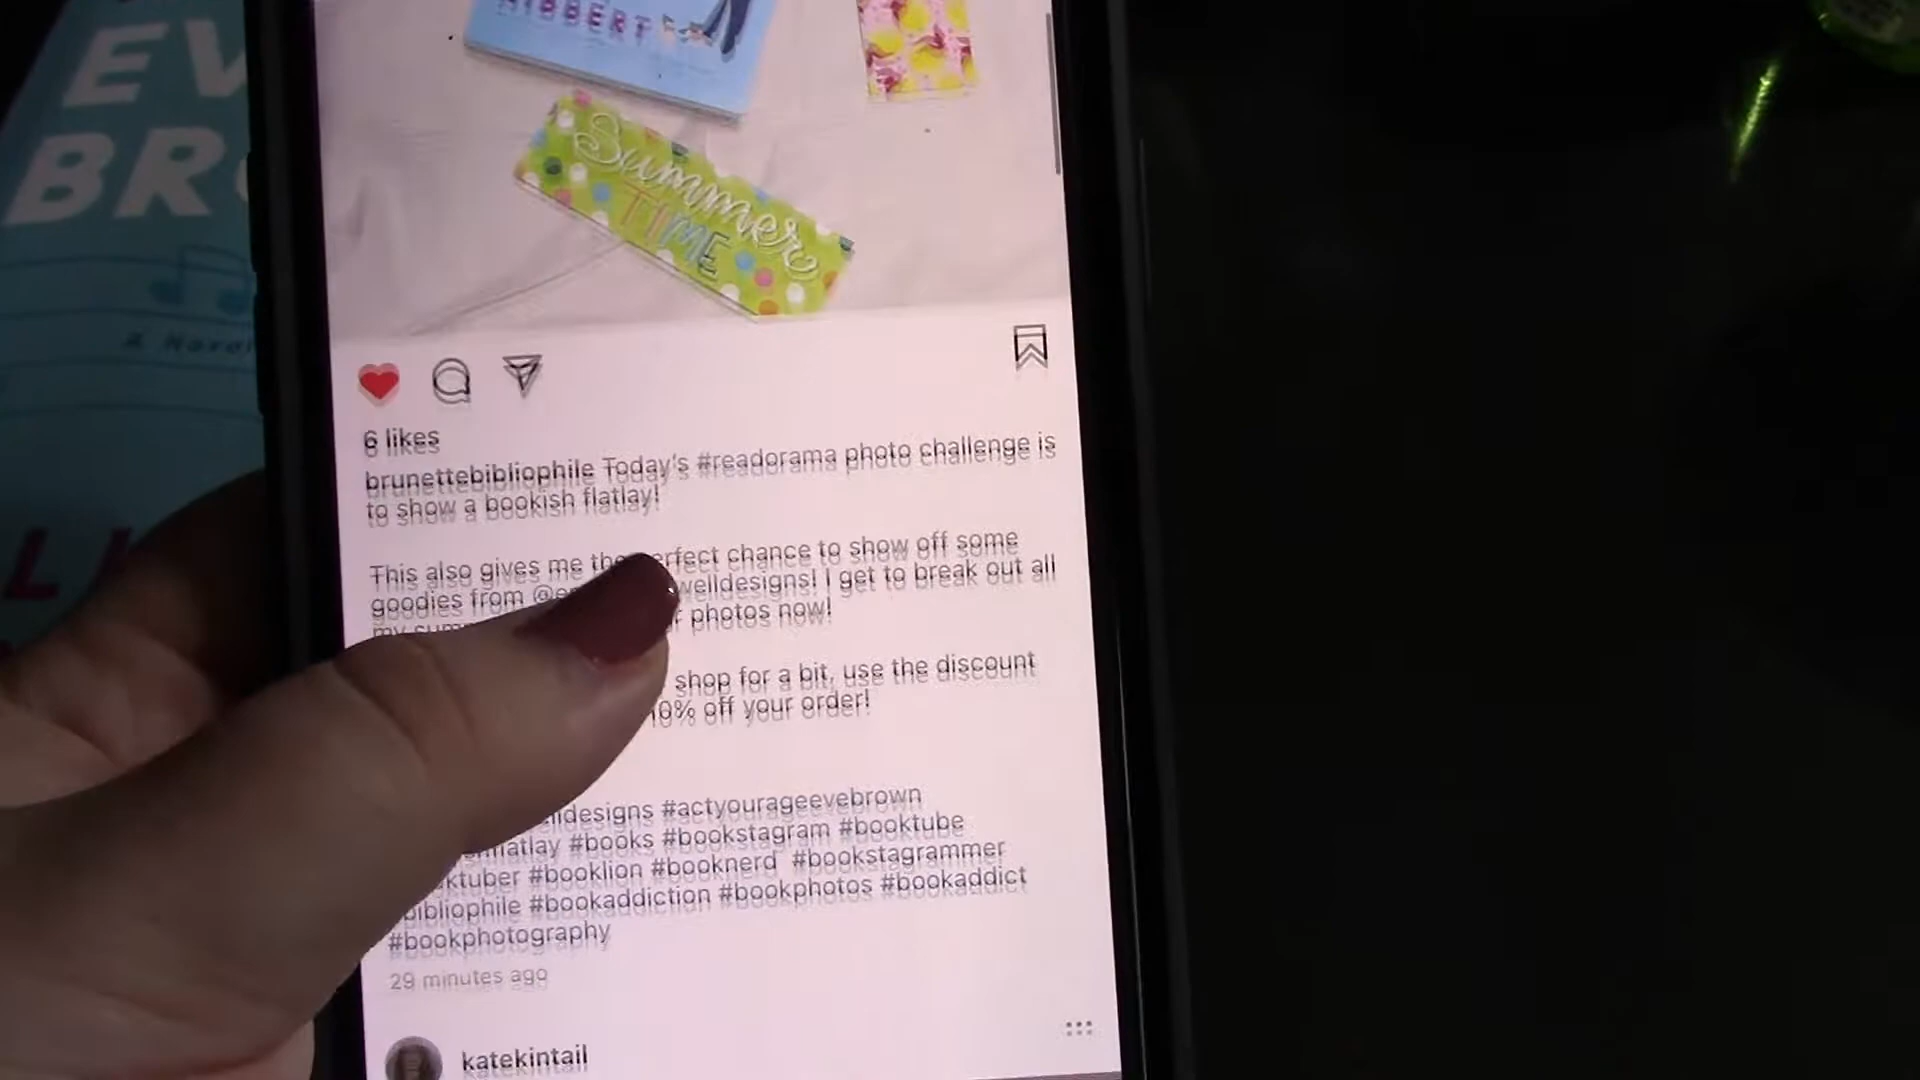 HIBBERT
EV
BR
a Novel
Summer
TIME
6 likes
brunettebibliophile Today's #readorama photo challenge is
to show a bookish flatlay!
This also gives me the perfect chance to show off some
goodies from welldesigns! I get to break out all
my photos now!
shop for a bit, use the discount
10% off your order!
#actyourageevebrown
#books #bookstagram #booktube
#booklion #booknerd #bookstagrammer
bibliophile #bookaddiction #bookphotos #bookaddict
#bookphotography
29 minutes ago
katekintail